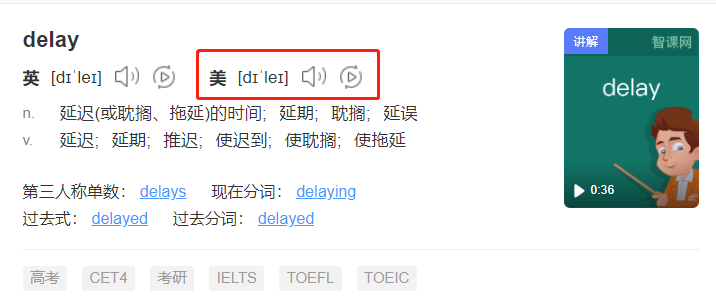 delay
英 [dɪˈleɪ] 美 [dɪˈleɪ]
n. 延迟(或耽搁、拖延)的时间; 延期; 耽搁; 延误
v. 延迟; 延期; 推迟; 使迟到; 使耽搁; 使拖延
第三人称单数: delays 现在分词: delaying
过去式: delayed 过去分词: delayed
高考 CET4 考研 IELTS TOEFL TOEIC
讲解 智课网
delay
0:36